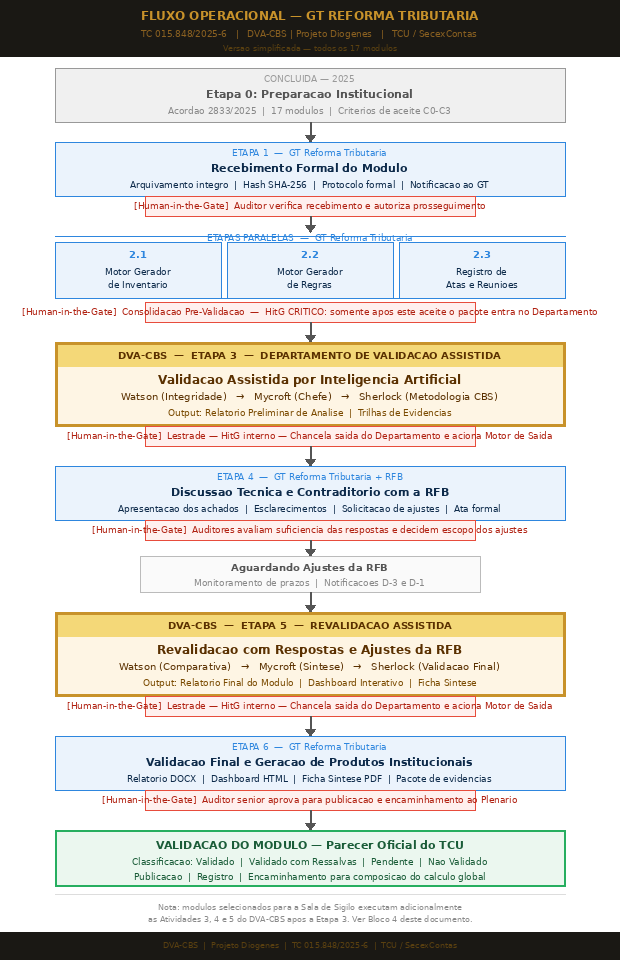 FLUXO OPERACIONAL — GT REFORMA TRIBUTARIA
TC 015.848/2025-6 | DVA-CBS | Projeto Diogenes | TCU / SecexContas
Versao simplificada — todos os 17 modulos
CONCLUIDA — 2025
Etapa 0: Preparacao Institucional
Acordao 2833/2025 | 17 modulos | Criterios de aceite C0-C3
ETAPA 1 — GT Reforma Tributaria
Recebimento Formal do Modulo
Arquivamento integro | Hash SHA-256 | Protocolo formal | Notificacao ao GT
[Human-in-the-Gate] Auditor verifica recebimento e autoriza prosseguimento
ETAPAS PARALELAS — GT Reforma Tributaria
2.1
Motor Gerador
de Inventario
2.2
Motor Gerador
de Regras
2.3
Registro de
Atas e Reunioes
[Human-in-the-Gate] Consolidacao Pre-Validacao — HitG CRITICO: somente apos este aceite o pacote entra no Departamento
DVA-CBS — ETAPA 3 — DEPARTAMENTO DE VALIDACAO ASSISTIDA
Validacao Assistida por Inteligencia Artificial
Watson (Integridade) → Mycroft (Chefe) → Sherlock (Metodologia CBS)
Output: Relatorio Preliminar de Analise | Trilhas de Evidencias
[Human-in-the-Gate] Lestrade — HitG interno — Chancela saida do Departamento e aciona Motor de Saida
ETAPA 4 — GT Reforma Tributaria + RFB
Discussao Tecnica e Contraditorio com a RFB
Apresentacao dos achados | Esclarecimentos | Solicitacao de ajustes | Ata formal
[Human-in-the-Gate] Auditores avaliam suficiencia das respostas e decidem escopo dos ajustes
Aguardando Ajustes da RFB
Monitoramento de prazos | Notificacoes D-3 e D-1
DVA-CBS — ETAPA 5 — REVALIDACAO ASSISTIDA
Revalidacao com Respostas e Ajustes da RFB
Watson (Comparativa) → Mycroft (Sintese) → Sherlock (Validacao Final)
Output: Relatorio Final do Modulo | Dashboard Interativo | Ficha Sintese
[Human-in-the-Gate] Lestrade — HitG interno — Chancela saida do Departamento e aciona Motor de Saida
ETAPA 6 — GT Reforma Tributaria
Validacao Final e Geracao de Produtos Institucionais
Relatorio DOCX | Dashboard HTML | Ficha Sintese PDF | Pacote de evidencias
[Human-in-the-Gate] Auditor senior aprova para publicacao e encaminhamento ao Plenario
VALIDACAO DO MODULO — Parecer Oficial do TCU
Classificacao: Validado | Validado com Ressalvas | Pendente | Nao Validado
Publicacao | Registro | Encaminhamento para composicao do calculo global
Nota: modulos selecionados para a Sala de Sigilo executam adicionalmente
as Atividades 3, 4 e 5 do DVA-CBS apos a Etapa 3. Ver Bloco 4 deste documento.
DVA-CBS | Projeto Diogenes | TC 015.848/2025-6 | TCU / SecexContas